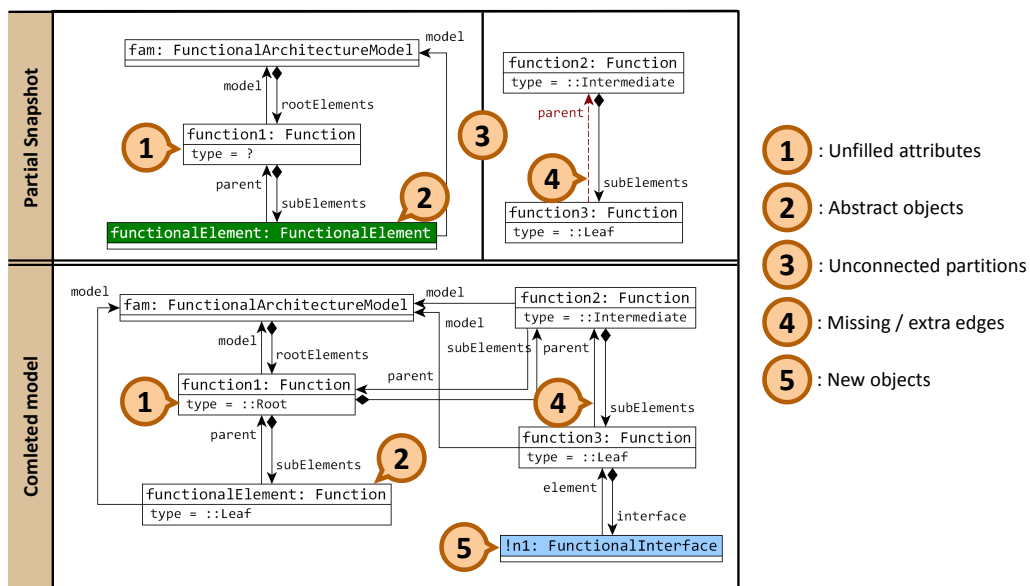 Partial Snapshot
model
fam: FunctionalArchitectureModel
model
rootElements
1
function1: Function
type = ?
parent
subElements
2
functionalElement: FunctionalElement
3
function2: Function
type = ::Intermediate
parent
4
subElements
function3: Function
type = ::Leaf
Comleted model
model
fam: FunctionalArchitectureModel
model
function2: Function
type = ::Intermediate
model
model
rootElements
subElements
parent
1
function1: Function
type = ::Root
parent
4
subElements
parent
subElements
2
function3: Function
type = ::Leaf
functionalElement: Function
type = ::Leaf
element
interface
5
!n1: FunctionalInterface
1 : Unfilled attributes
2 : Abstract objects
3 : Unconnected partitions
4 : Missing / extra edges
5 : New objects